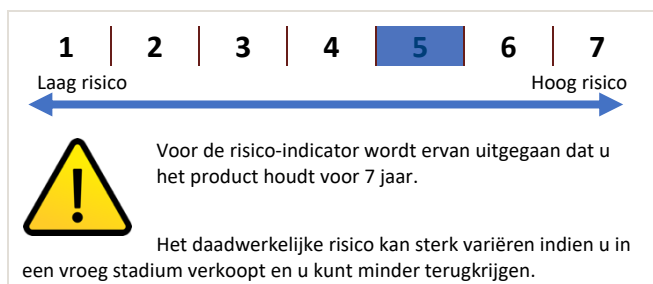 1 2 3 4 5 6 7
Laag risico Hoog risico
Voor de risico-indicator wordt ervan uitgegaan dat u
het product houdt voor 7 jaar.
Het daadwerkelijke risico kan sterk variëren indien u in
een vroeg stadium verkoopt en u kunt minder terugkrijgen.